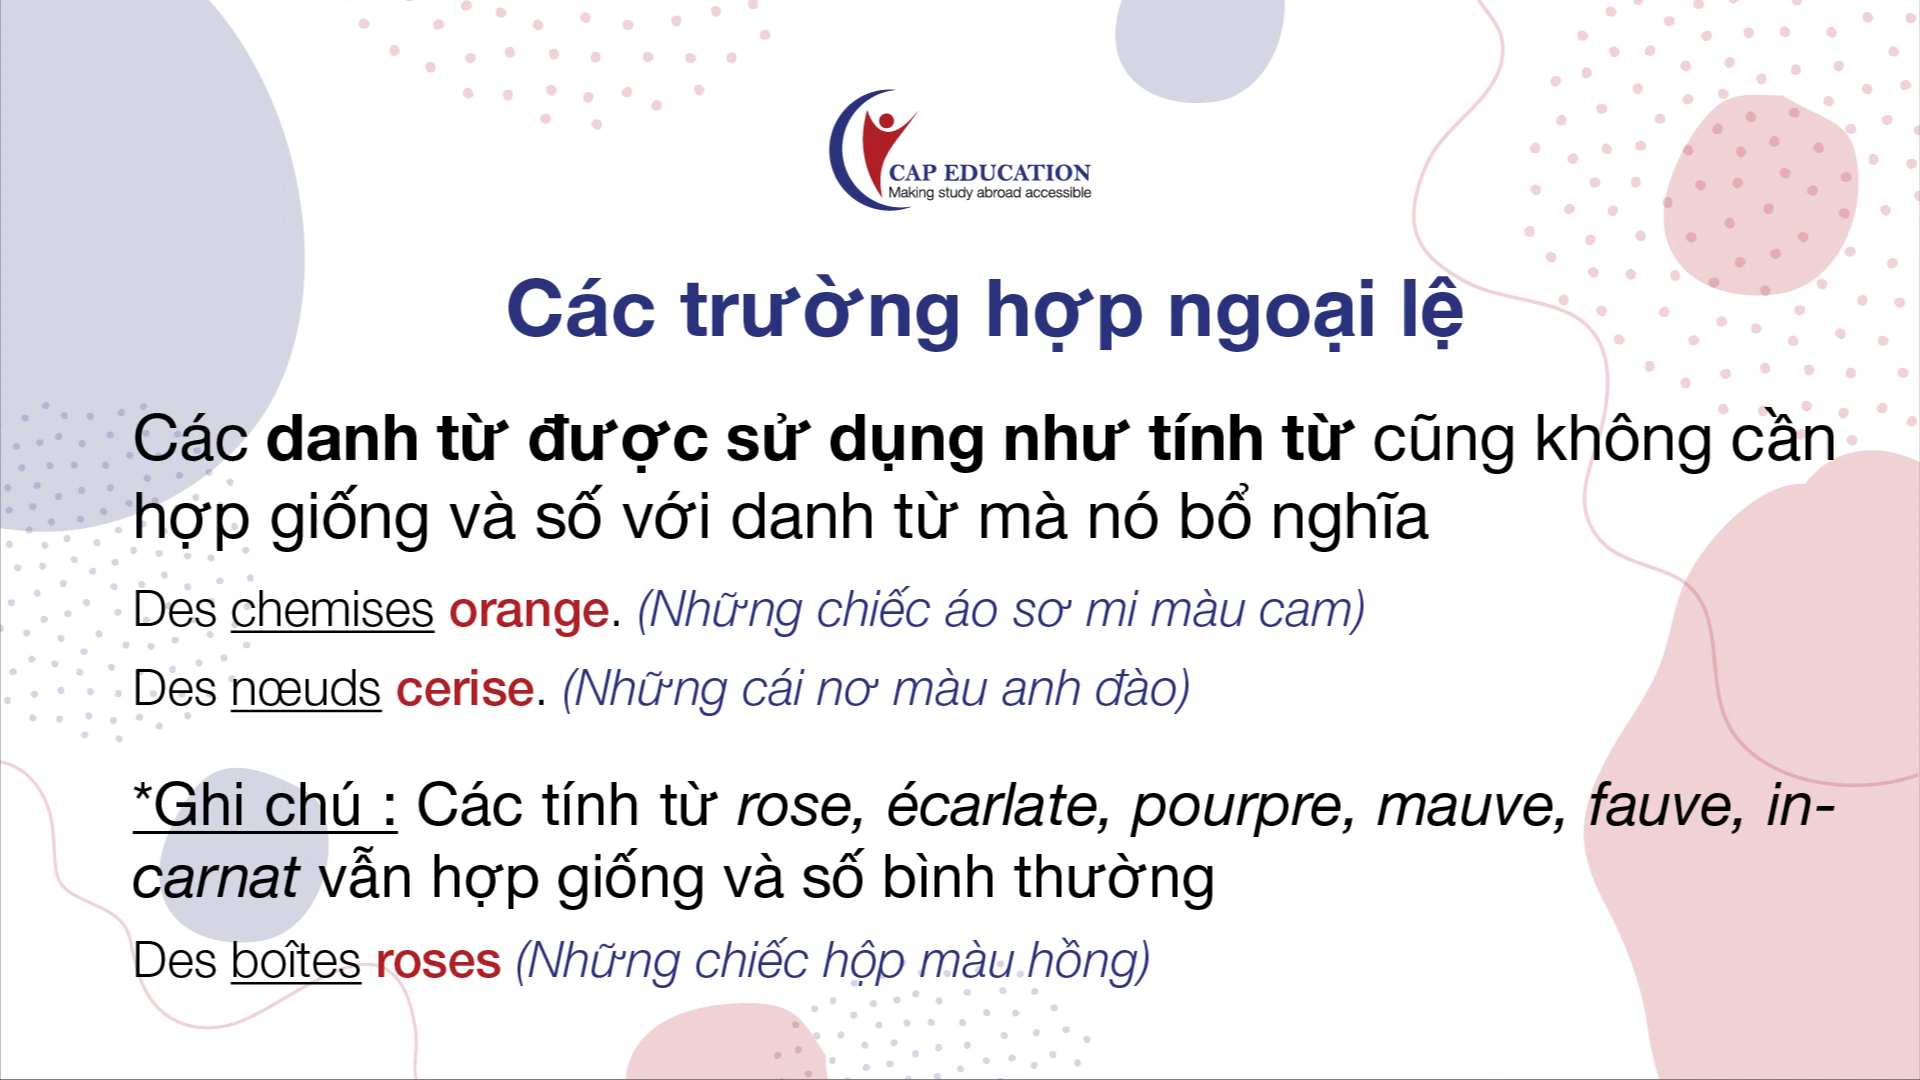 CAP EDUCATION
Making study abroad accessible
Các trường hợp ngoại lệ
Các danh từ được sử dụng như tính từ cũng không cần
hợp giống và số với danh từ mà nó bổ nghĩa
Des chemises orange. (Những chiếc áo sơ mi màu cam)
Des nœuds cerise. (Những cái nơ màu anh đào)
*Ghi chú : Các tính từ rose, écarlate, pourpre, mauve, fauve, in-
carnat vẫn hợp giống và số bình thường
Des boîtes roses (Những chiếc hộp màu hồng)